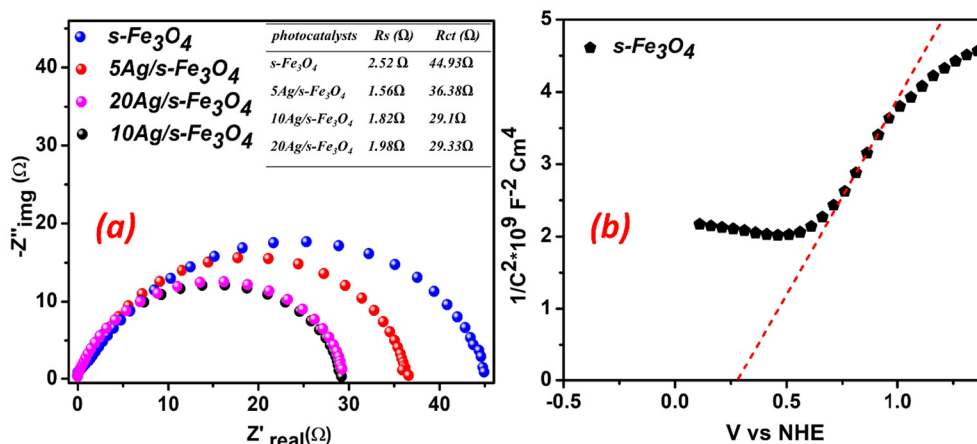 45
30
15
0
-Z"img (Ω)
s-Fe3O4
5Ag/s-Fe3O4
20Ag/s-Fe3O4
10Ag/s-Fe3O4
photocatalysts Rs (Ω) Rct (Ω)
s-Fe3O4 2.52 Ω 44.93Ω
5Ag/s-Fe3O4 1.56Ω 36.38Ω
10Ag/s-Fe3O4 1.82Ω 29.1Ω
20Ag/s-Fe3O4 1.98Ω 29.33Ω
(a)
0 10 20 30 40
Z' real(Ω)
5
4
3
2
1
0
1/C2*109 F-2 Cm4
s-Fe3O4
(b)
-0.5 0.0 0.5 1.0
V vs NHE